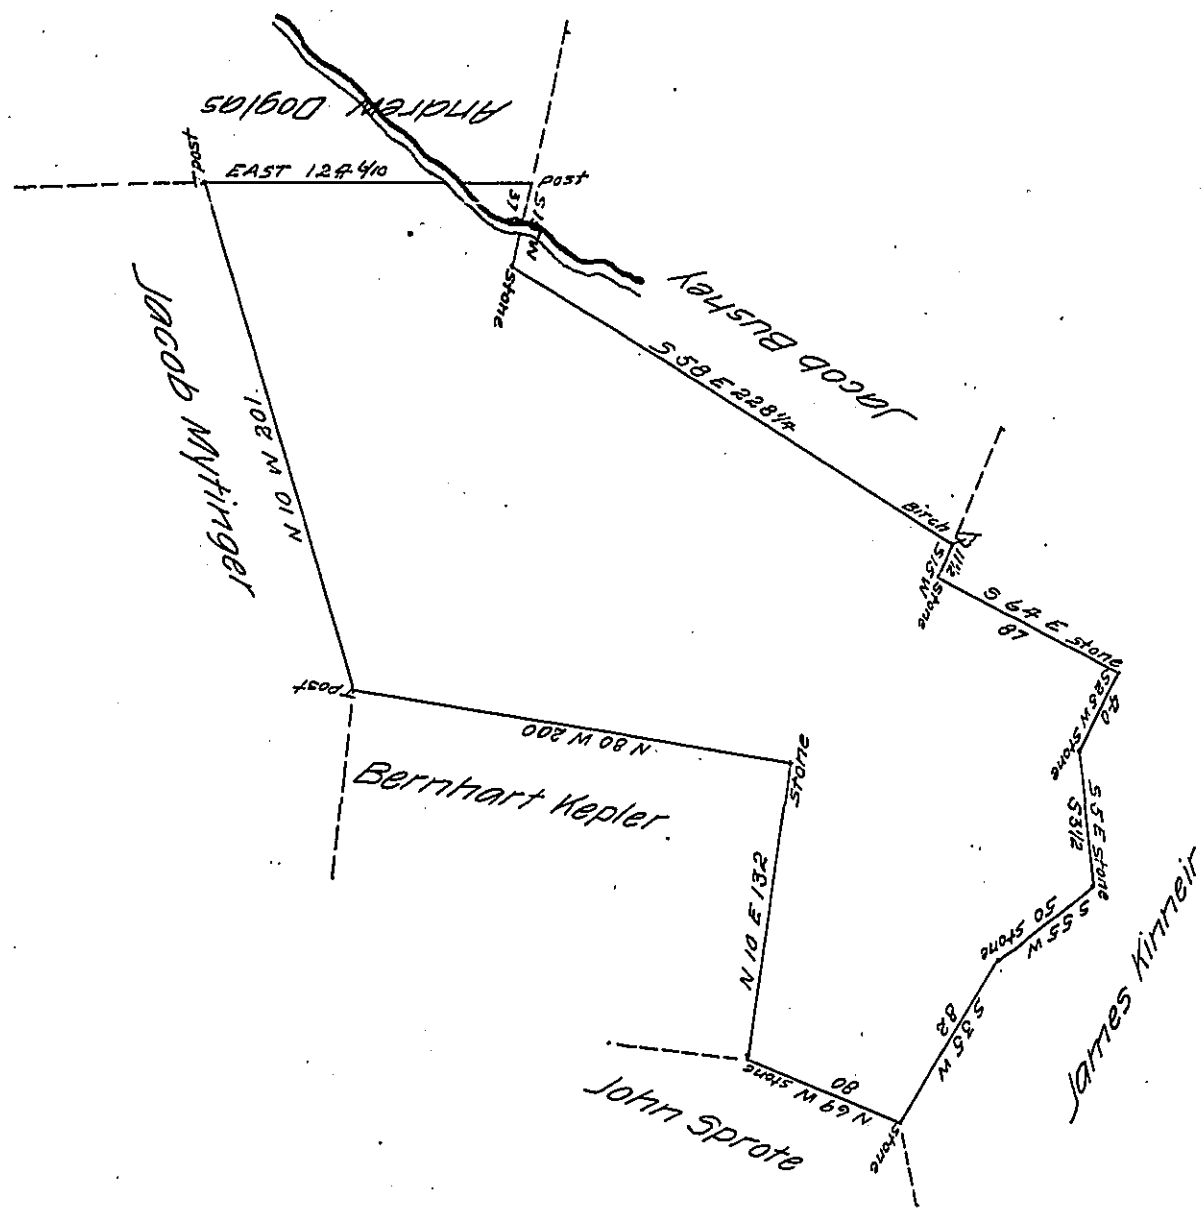 Andrew Doglas
post
EAST 124 4/10
post
37
stone
Jacob Bushey
S 58 E 228 1/4
Jacob Mytinger
N 10 W 201
Birch
11 1/2
S 15 W
stone
S 64 E stone
87
S 26 W stone
40
post
N 80 W 200
stone
Bernhart Kepler
S 5 E stone
53 1/2
N 10 E 132
S 55 W
50 stone
James Kinneir
S 35 W
82
N 69 W stone
80
John Sprote
stone